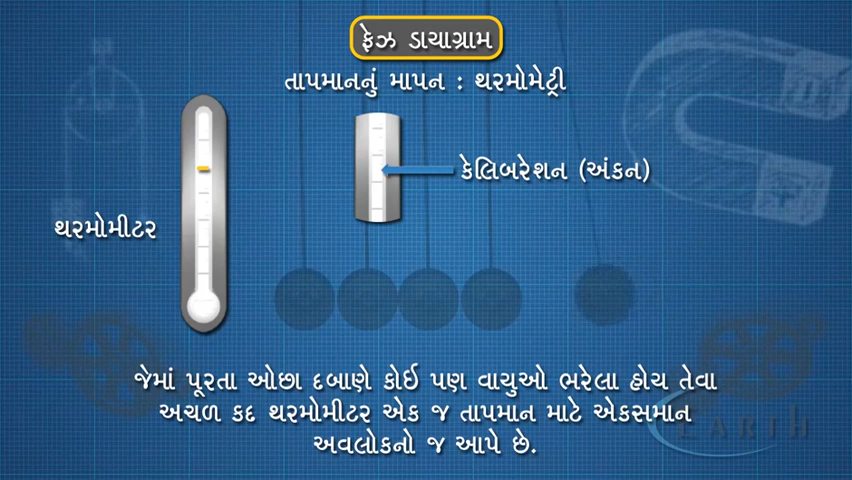 ફેઝ ડાયાગ્રામ
તાપમાનનું માપન : થરમોમેટ્રી
કેલિબરેશન (અંકન)
થરમોમીટર
જેમાં પૂરતા ઓછા દબાણે કોઈ પણ વાયુઓ ભરેલા હોય તેવા
અચળ કદ થરમોમીટર એક જ તાપમાન માટે એકસમાન
અવલોકનો જ આપે છે.
EARTH